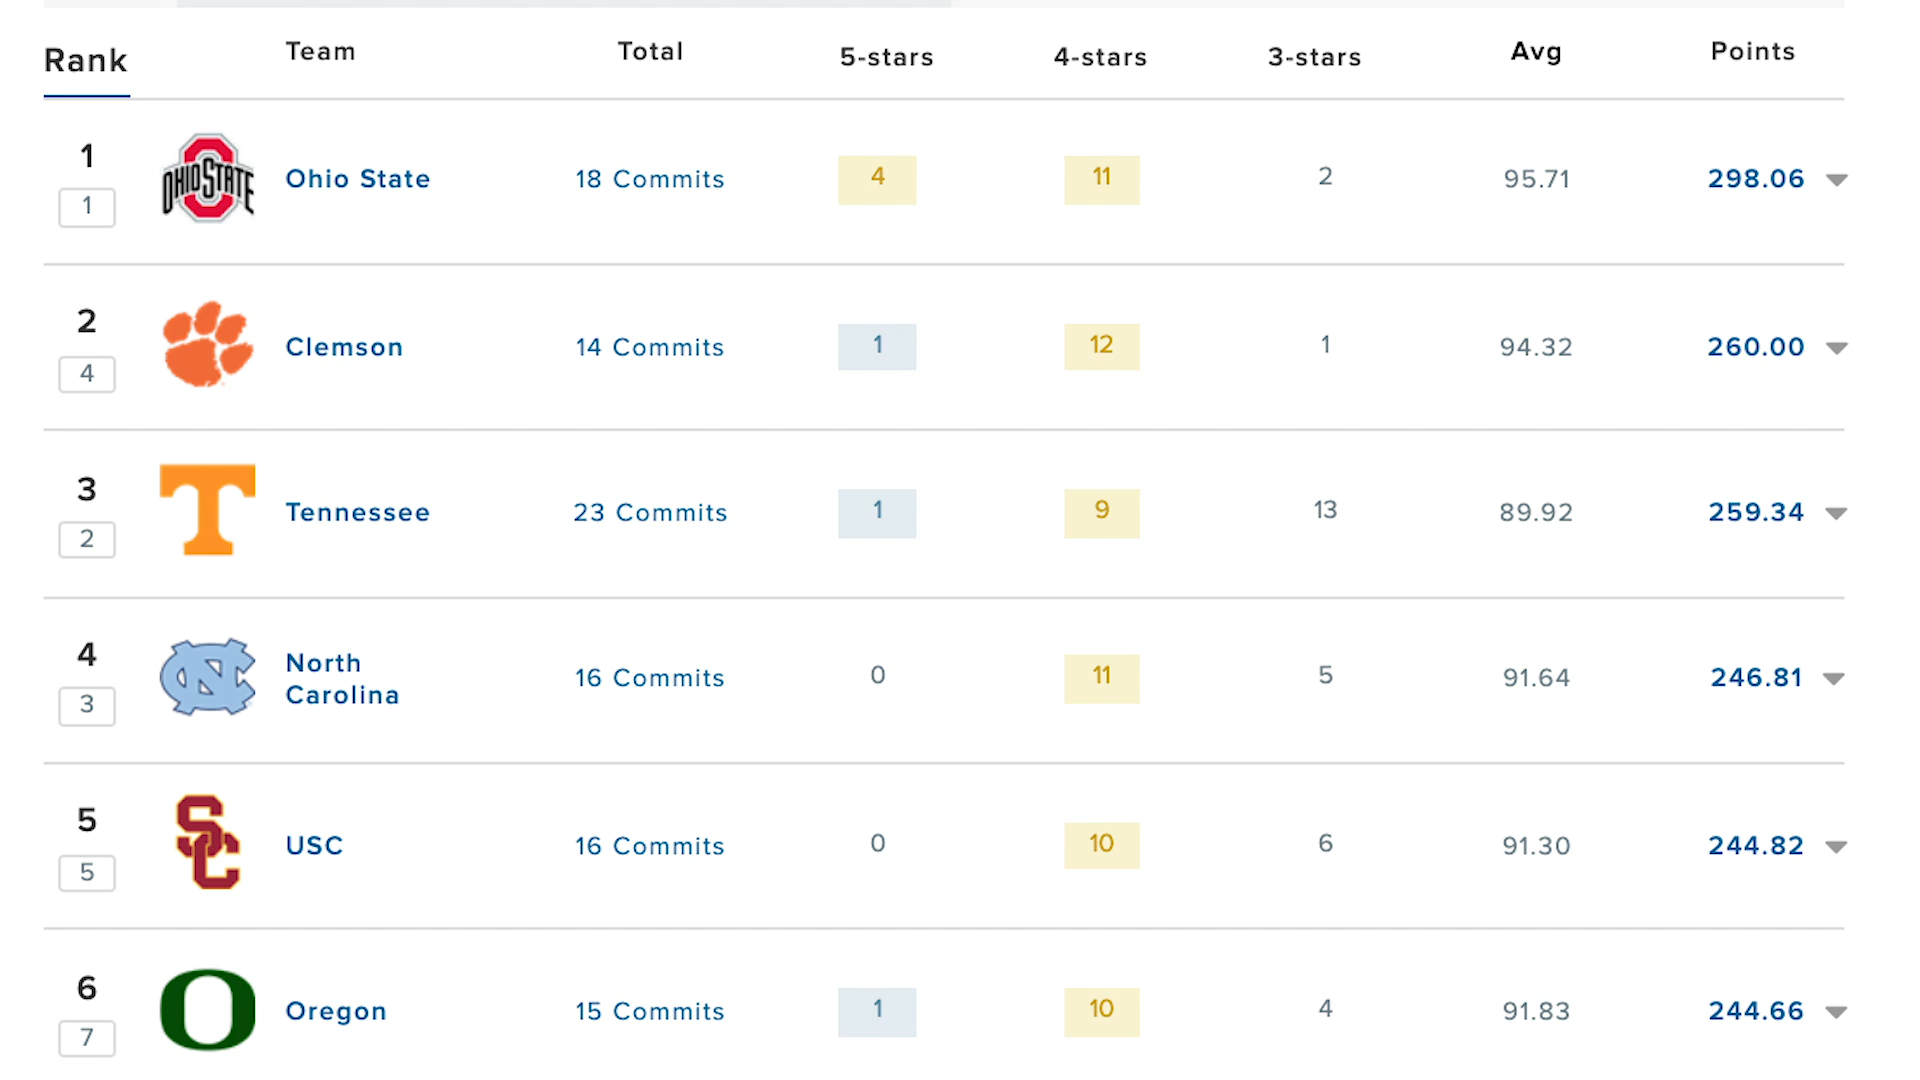 Rank Team Total 5-stars 4-stars 3-stars Avg Points
1
1
OHIO STATE
Ohio State 18 Commits 4 11 2 95.71 298.06
2
4
Clemson 14 Commits 1 12 1 94.32 260.00
3
2
T
Tennessee 23 Commits 1 9 13 89.92 259.34
4
3
NC
North
Carolina
16 Commits 0 11 5 91.64 246.81
5
5
SC
USC 16 Commits 0 10 6 91.30 244.82
6
7
O
Oregon 15 Commits 1 10 4 91.83 244.66